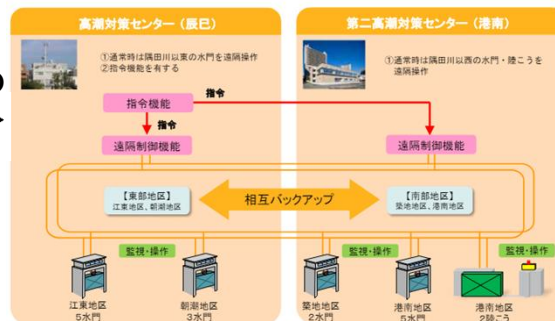 高潮対策センター（辰巳）
①通常時は隅田川以東の水門を遠隔操作
②指令機能を有する
指令機能
指令
指令
遠隔制御機能
【東部地区】
江東地区、朝潮地区
監視・操作
江東地区
5水門
朝潮地区
3水門
相互バックアップ
第二高潮対策センター（港南）
①通常時は隅田川以西の水門・陸こうを
遠隔操作
遠隔制御機能
【南部地区】
築地地区、港南地区
監視・操作
監視・操作
築地地区
2水門
港南地区
5水門
港南地区
2陸こう